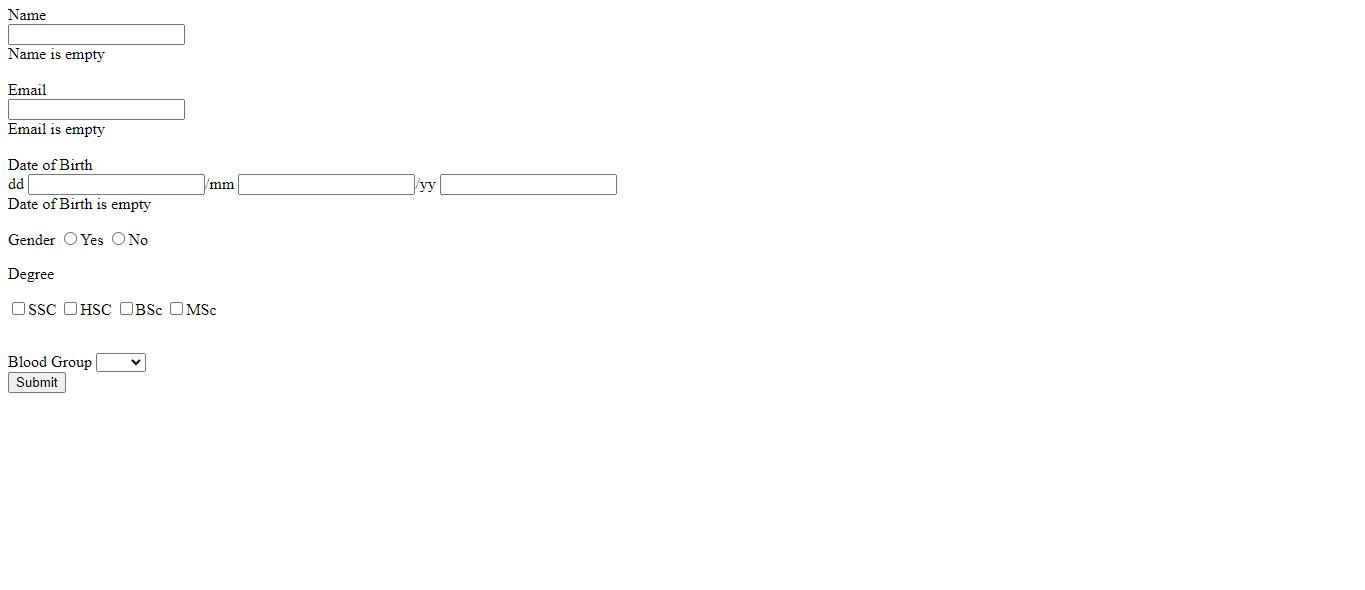 Name
Name is empty
Email
Email is empty
Date of Birth
dd /mm /yy
Date of Birth is empty
Gender Yes No
Degree
SSC HSC BSc MSc
Blood Group
Submit